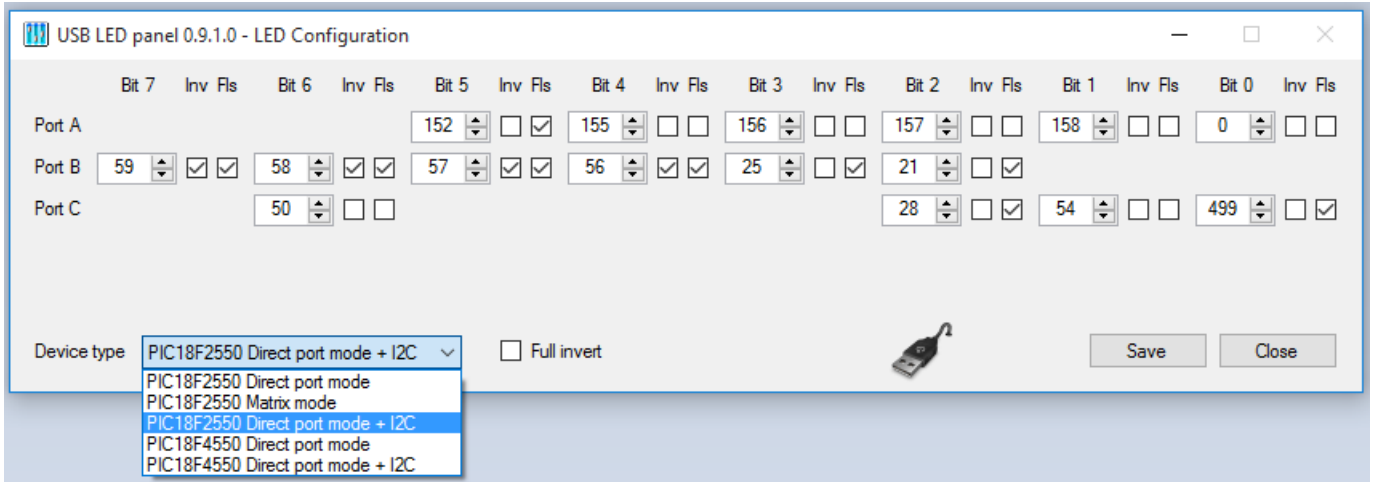 USB LED panel 0.9.1.0 - LED Configuration
Bit 7 Inv Fls Bit 6 Inv Fls Bit 5 Inv Fls Bit 4 Inv Fls Bit 3 Inv Fls Bit 2 Inv Fls Bit 1 Inv Fls Bit 0 Inv Fls
Port A 152 155 156 157 158 0
Port B 59 58 57 56 25 21
Port C 50 28 54 499
Device type PIC18F2550 Direct port mode + I2C Full invert Save Close
PIC18F2550 Direct port mode
PIC18F2550 Matrix mode
PIC18F2550 Direct port mode + I2C
PIC18F4550 Direct port mode
PIC18F4550 Direct port mode + I2C